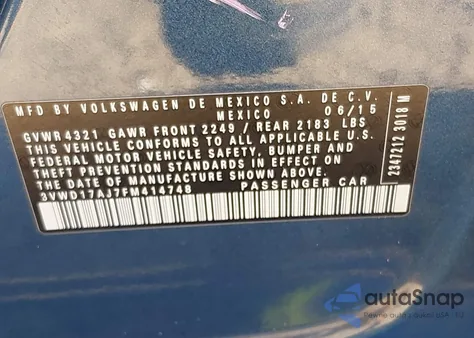 MFD BY VOLKSWAGEN DE MEXICO S.A. DE C.V.
MEXICO 06/15
GVWR 4321 GAWR FRONT 2249 / REAR 2183 LBS
THIS VEHICLE CONFORMS TO ALL APPLICABLE U.S.
FEDERAL MOTOR VEHICLE SAFETY, BUMPER AND
THEFT PREVENTION STANDARDS IN EFFECT ON
THE DATE OF MANUFACTURE SHOWN ABOVE.
3VWD17AJ7FM414748 PASSENGER CAR
2347212 3018 M
autoSnap